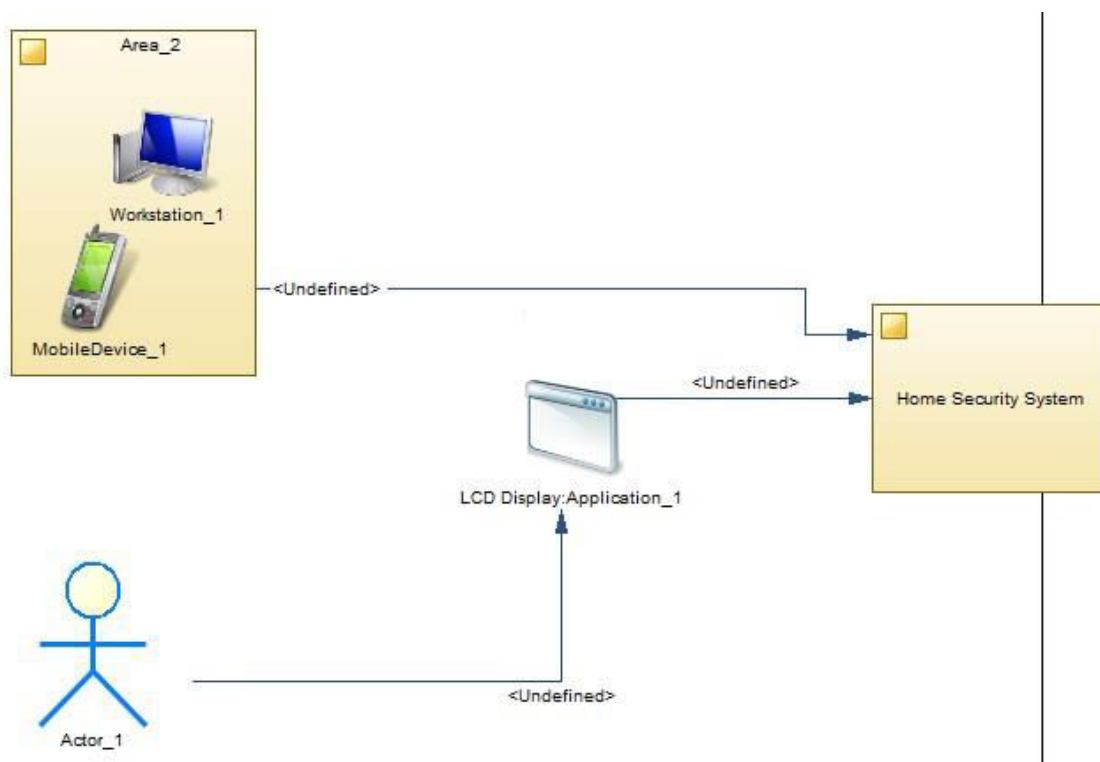 Area_2
Workstation_1
MobileDevice_1
<Undefined>
<Undefined>
Home Security System
LCD Display:Application_1
<Undefined>
Actor_1